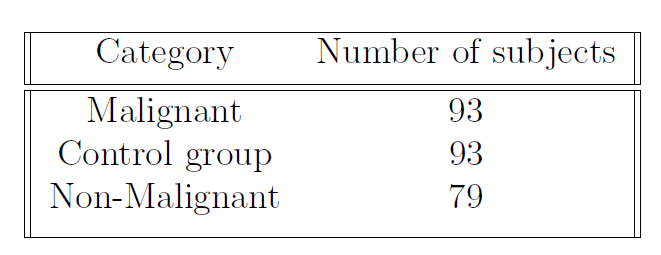 Category Number of subjects
Malignant 93
Control group 93
Non-Malignant 79